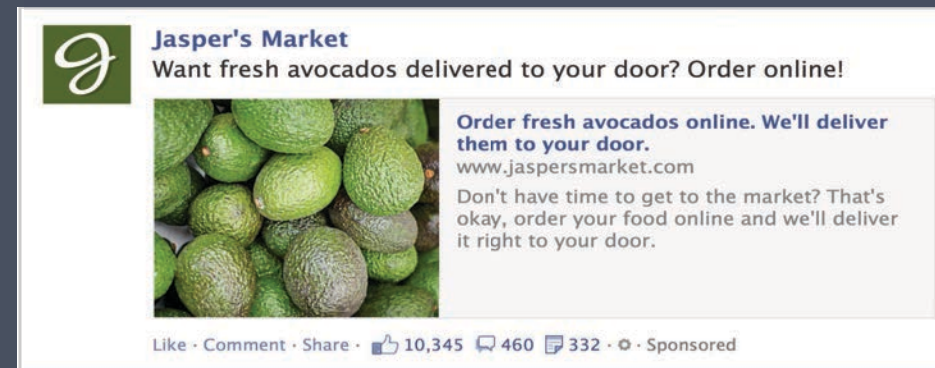 Jasper's Market
Want fresh avocados delivered to your door? Order online!
Order fresh avocados online. We'll deliver
them to your door.
www.jaspersmarket.com
Don't have time to get to the market? That's
okay, order your food online and we'll deliver
it right to your door.
Like · Comment · Share · 10,345 460 332 · Sponsored